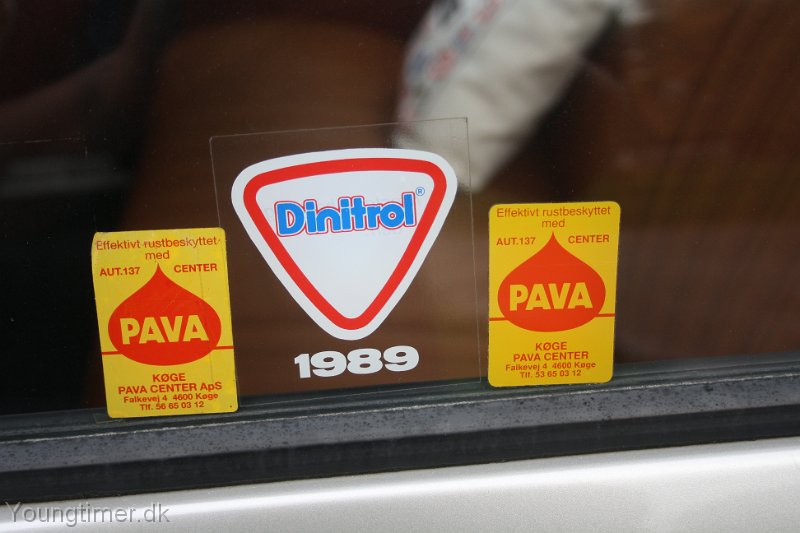 Effektivt rustbeskyttet
med
AUT.137 CENTER
PAVA
KØGE
PAVA CENTER ApS
Falkevej 4 4600 Køge
Tlf. 56 65 03 12
Dinitrol®
1989
Effektivt rustbeskyttet
med
AUT.137 CENTER
PAVA
KØGE
PAVA CENTER
Falkevej 4 4600 Køge
Tlf. 53 65 03 12
Youngtimer.dk